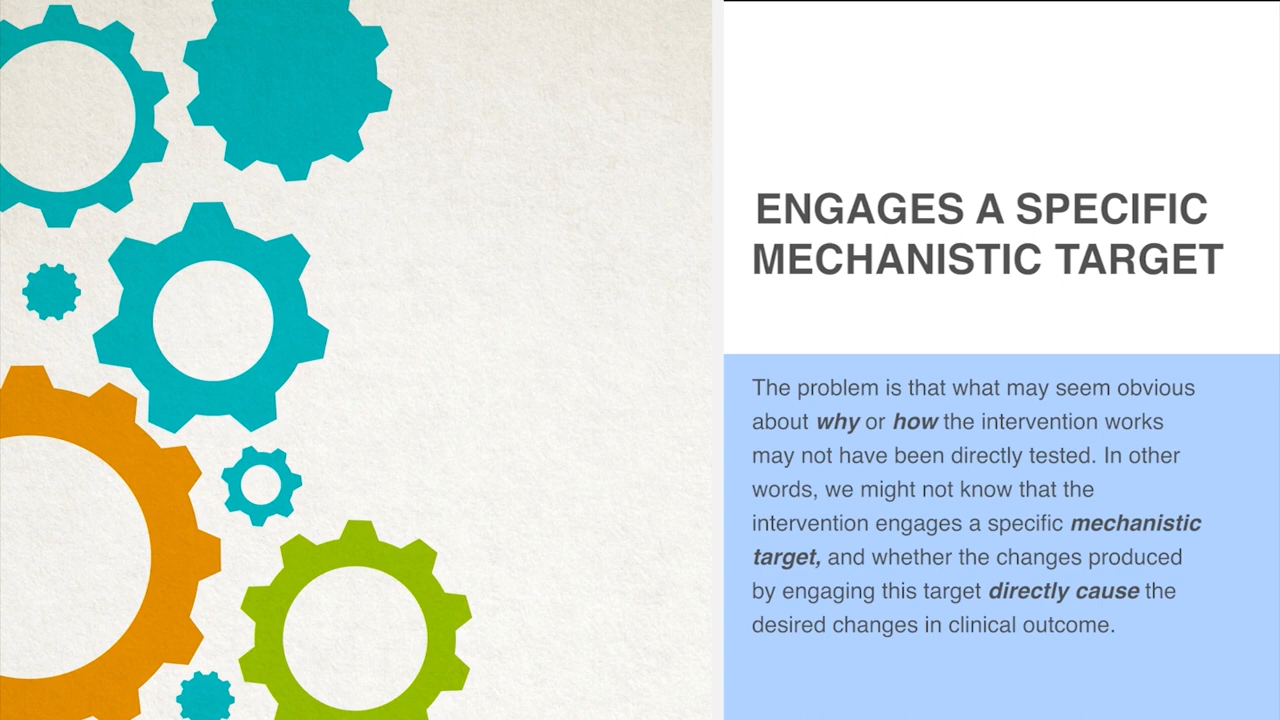 ENGAGES A SPECIFIC
MECHANISTIC TARGET
The problem is that what may seem obvious
about why or how the intervention works
may not have been directly tested. In other
words, we might not know that the
intervention engages a specific mechanistic
target, and whether the changes produced
by engaging this target directly cause the
desired changes in clinical outcome.